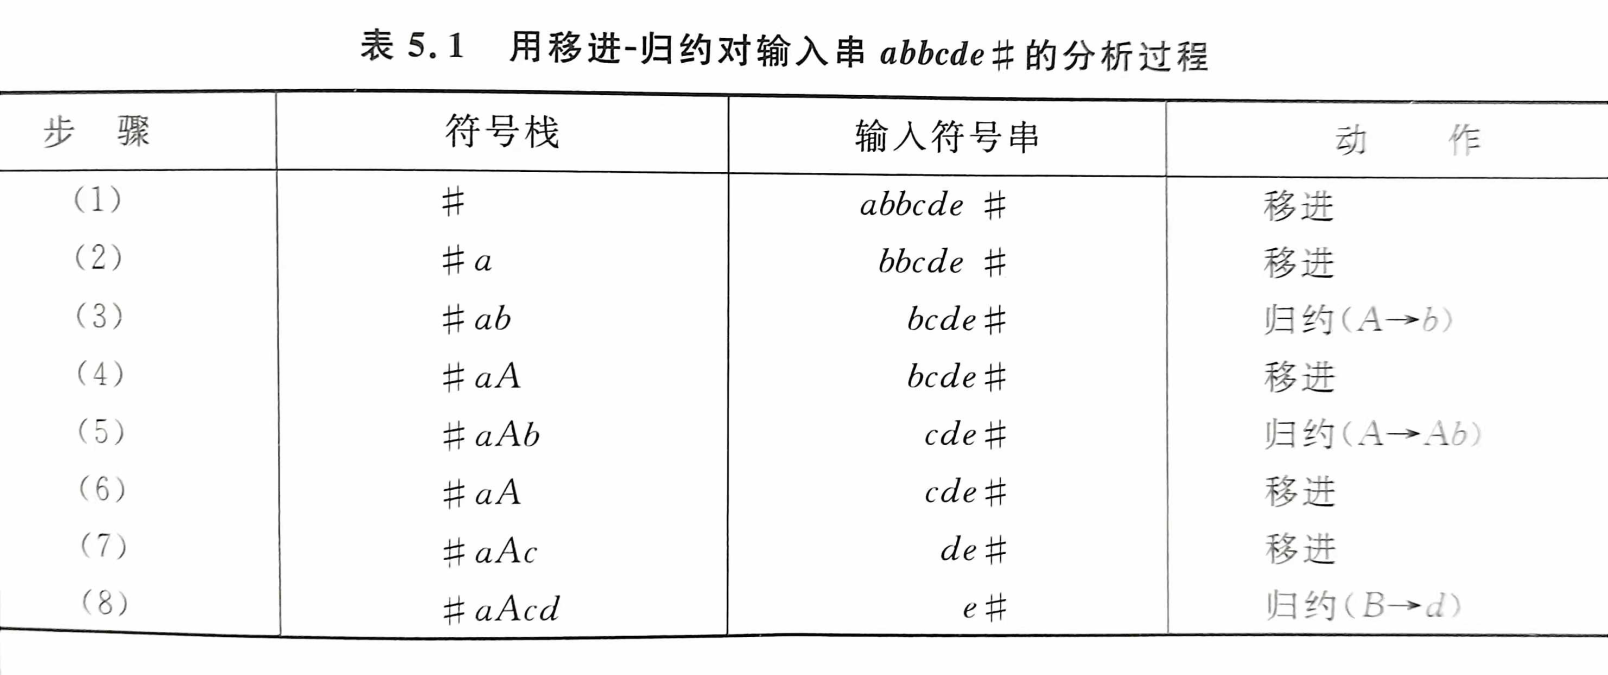 表 5.1 用移进-归约对输入串 abbcde#的分析过程
步 骤 符号栈 输入符号串 动 作
(1) # abbcde # 移进
(2) #a bbcde # 移进
(3) #ab bcde# 归约(A→b)
(4) #aA bcde# 移进
(5) #aAb cde# 归约(A→Ab)
(6) #aA cde# 移进
(7) #aAc de# 移进
(8) #aAcd e# 归约(B→d)